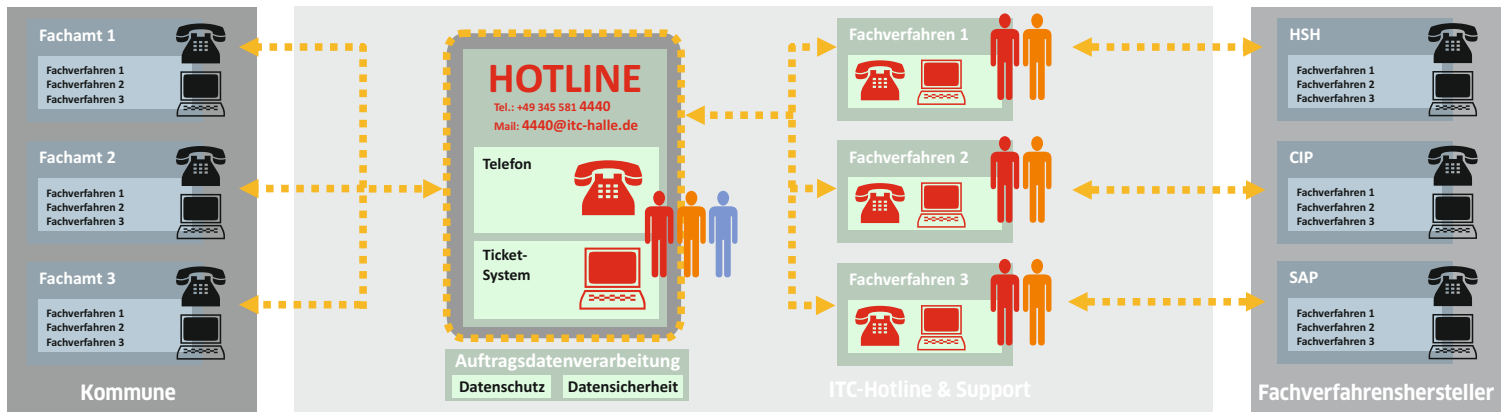 Fachamt 1
Fachverfahren 1
Fachverfahren 2
Fachverfahren 3
Fachamt 2
Fachverfahren 1
Fachverfahren 2
Fachverfahren 3
Fachamt 3
Fachverfahren 1
Fachverfahren 2
Fachverfahren 3
Kommune
HOTLINE
Tel.: +49 345 581 4440
Mail: 4440@itc-halle.de
Telefon
Ticket-
System
Auftragsdatenverarbeitung
Datenschutz
Datensicherheit
Fachverfahren 1
Fachverfahren 2
Fachverfahren 3
ITC-Hotline & Support
HSH
Fachverfahren 1
Fachverfahren 2
Fachverfahren 3
CIP
Fachverfahren 1
Fachverfahren 2
Fachverfahren 3
SAP
Fachverfahren 1
Fachverfahren 2
Fachverfahren 3
Fachverfahrenshersteller